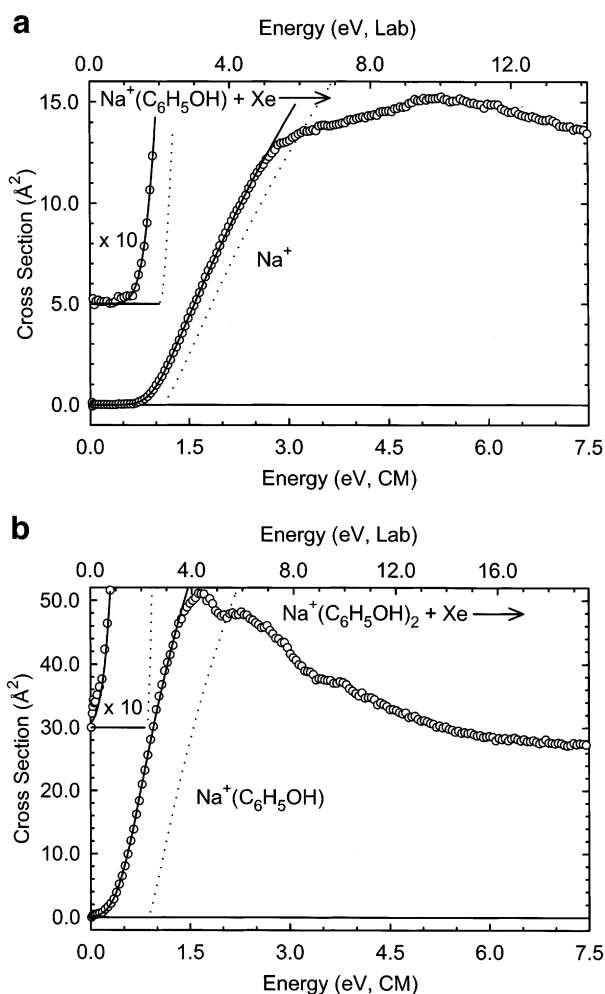 a
Energy (eV, Lab)
0.0 4.0 8.0 12.0
Na⁺(C₆H₅OH) + Xe
15.0
x 10
10.0
Na⁺
5.0
0.0
Cross Section (Å²)
0.0 1.5 3.0 4.5 6.0 7.5
Energy (eV, CM)
b
Energy (eV, Lab)
0.0 4.0 8.0 12.0 16.0
50.0
Na⁺(C₆H₅OH)₂ + Xe
40.0
x 10
30.0
20.0
Na⁺(C₆H₅OH)
10.0
0.0
Cross Section (Å²)
0.0 1.5 3.0 4.5 6.0 7.5
Energy (eV, CM)